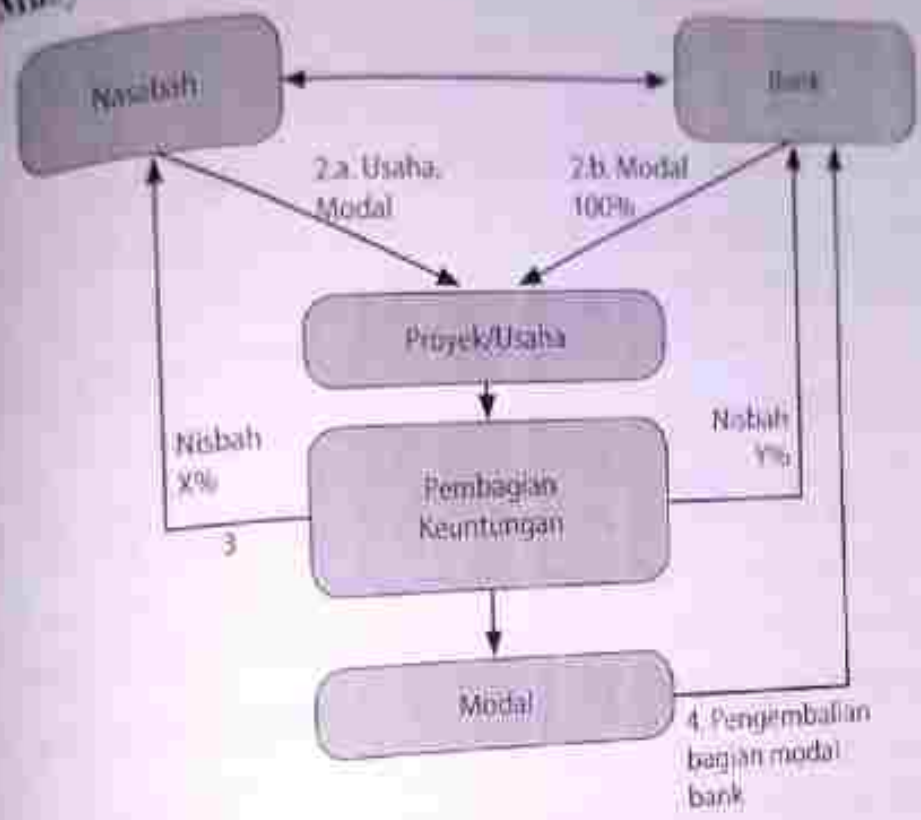 Nasabah
Bank
2.a. Usaha,
Modal
2.b. Modal
100%
Proyek/Usaha
Nisbah
X%
Nisbah
Y%
Pembagian
Keuntungan
3
Modal
4. Pengembalian
bagian modal
bank